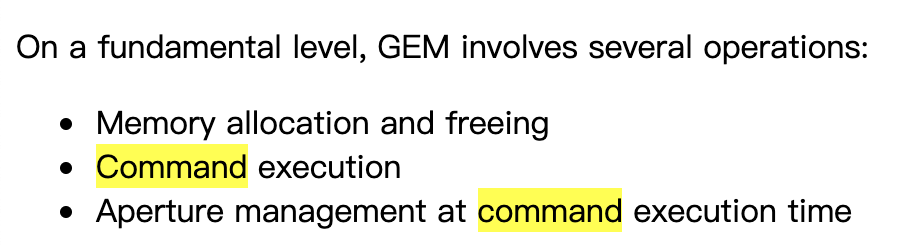 On a fundamental level, GEM involves several operations:
• Memory allocation and freeing
• Command execution
• Aperture management at command execution time